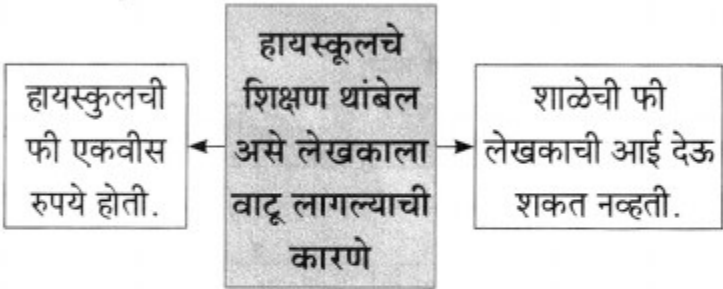 हायस्कुलची
फी एकवीस
रुपये होती.
हायस्कूलचे
शिक्षण थांबेल
असे लेखकाला
वाटू लागल्याची
कारणे
शाळेची फी
लेखकाची आई देऊ
शकत नव्हती.